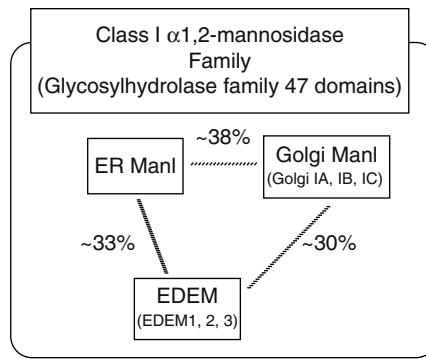 Class I α1,2-mannosidase
Family
(Glycosylhydrolase family 47 domains)
~38%
ER ManI
Golgi ManI
(Golgi IA, IB, IC)
~33%
~30%
EDEM
(EDEM1, 2, 3)